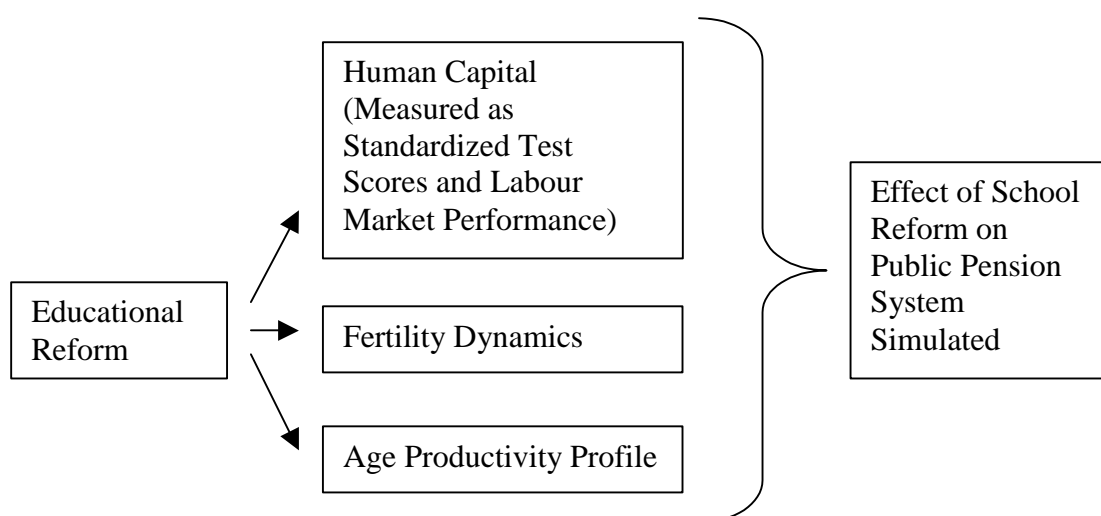 Educational
Reform
Human Capital
(Measured as
Standardized Test
Scores and Labour
Market Performance)
Fertility Dynamics
Age Productivity Profile
Effect of School
Reform on
Public Pension
System
Simulated